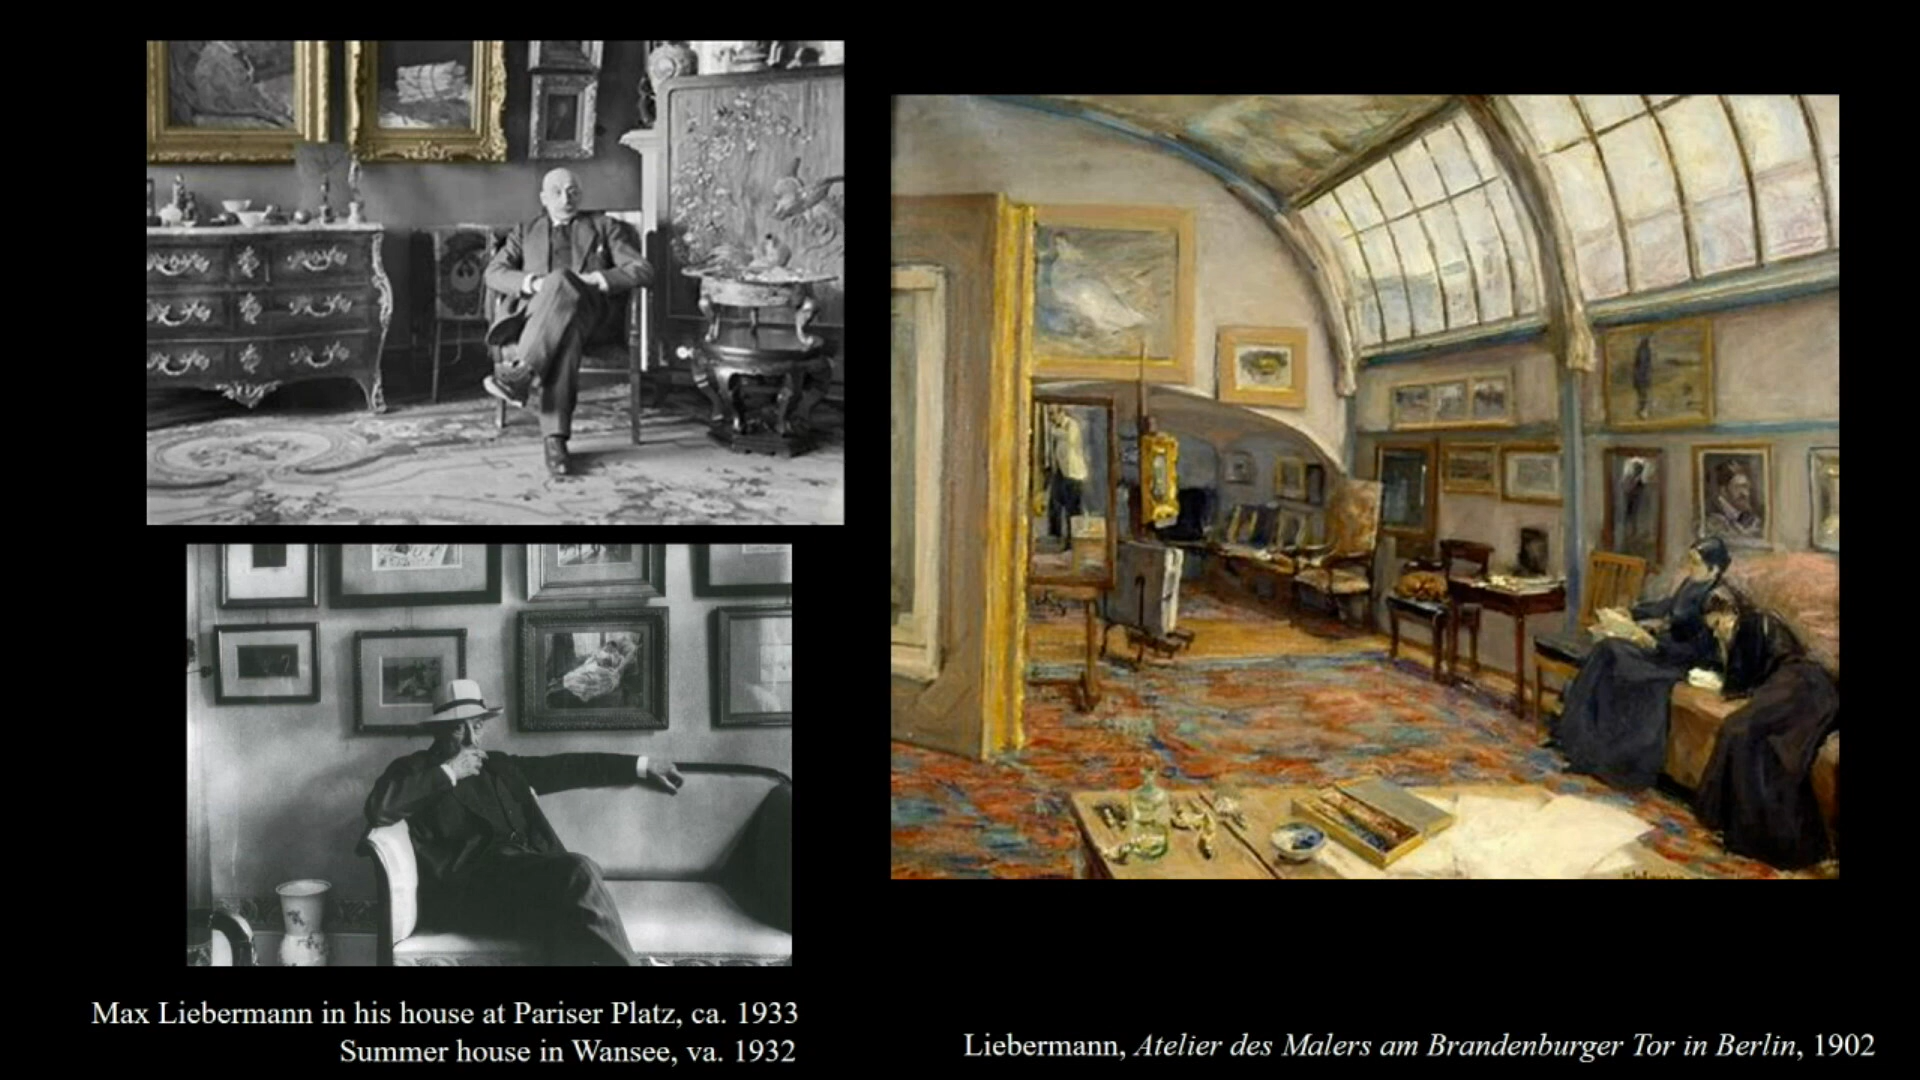 Max Liebermann in his house at Pariser Platz, ca. 1933
Summer house in Wansee, va. 1932
Liebermann, Atelier des Malers am Brandenburger Tor in Berlin, 1902